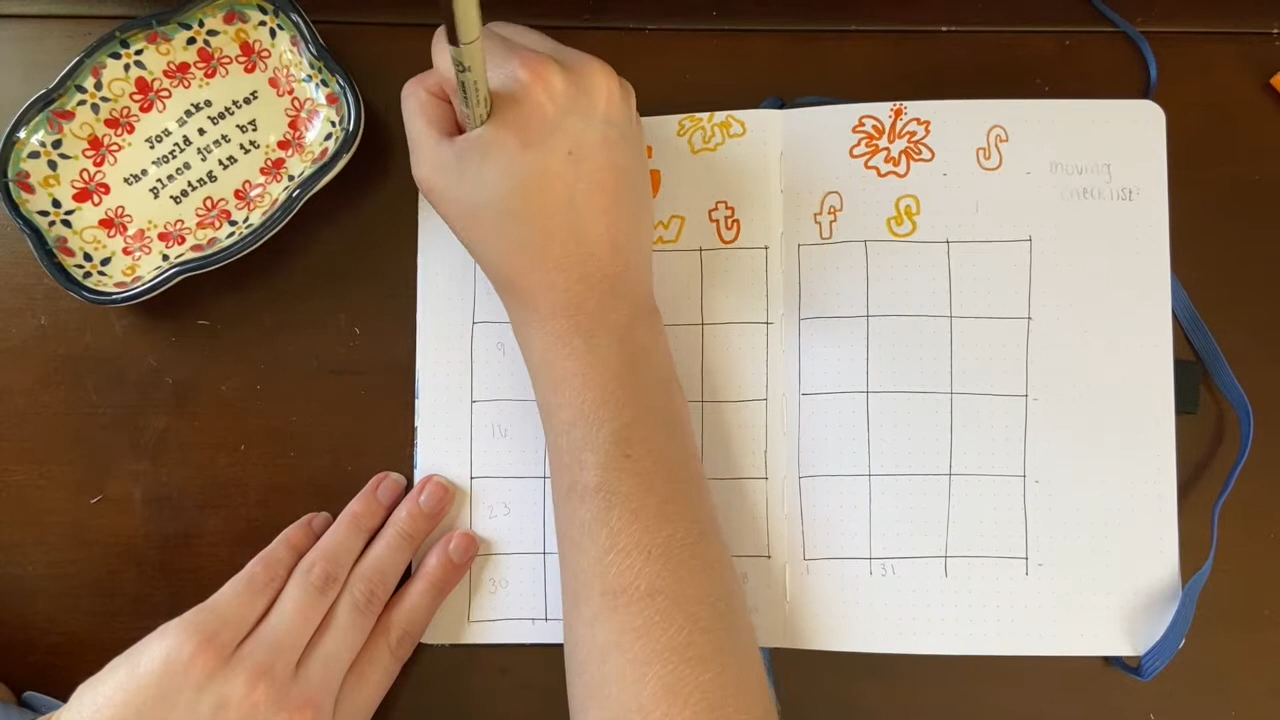 you make
the world a better
place just by
being in it
S
moving
checklist:
w t f S
9
16
23
30
31